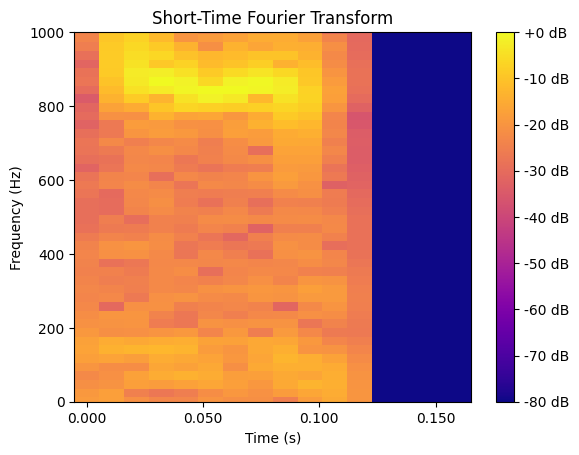 Short-Time Fourier Transform
1000
800
600
400
200
0
Frequency (Hz)
0.000
0.050
0.100
0.150
Time (s)
+0 dB
-10 dB
-20 dB
-30 dB
-40 dB
-50 dB
-60 dB
-70 dB
-80 dB